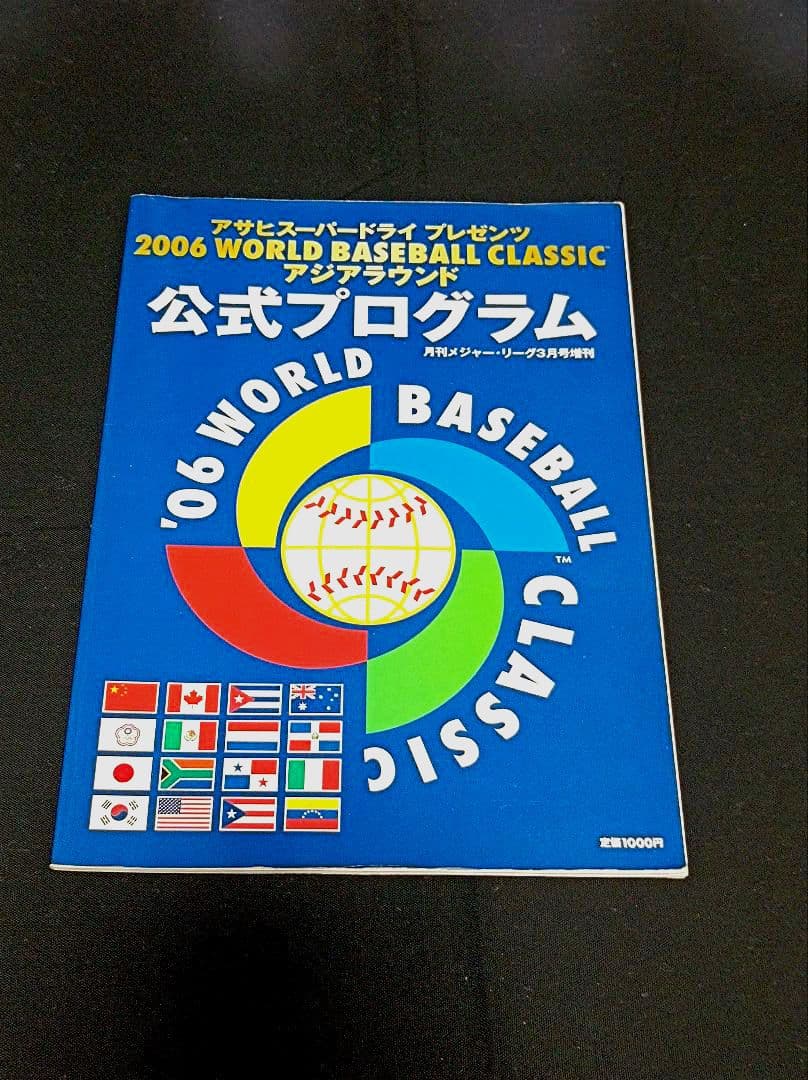 アサヒスーパードライ プレゼンツ
2006 WORLD BASEBALL CLASSIC™
アジアラウンド
公式プログラム
月刊メジャー・リーグ3月号増刊
'06 WORLD BASEBALL CLASSIC
TM
定価1000円